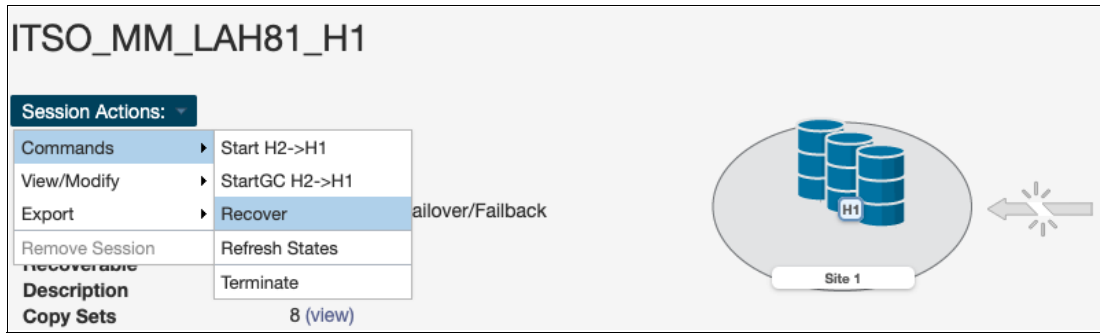 ITSO_MM_LAH81_H1
Session Actions:
Commands
View/Modify
Export
Remove Session
Start H2->H1
StartGC H2->H1
Recover
Refresh States
Terminate
ailover/Failback
Recoverable
Description
Copy Sets 8 (view)
H1
Site 1